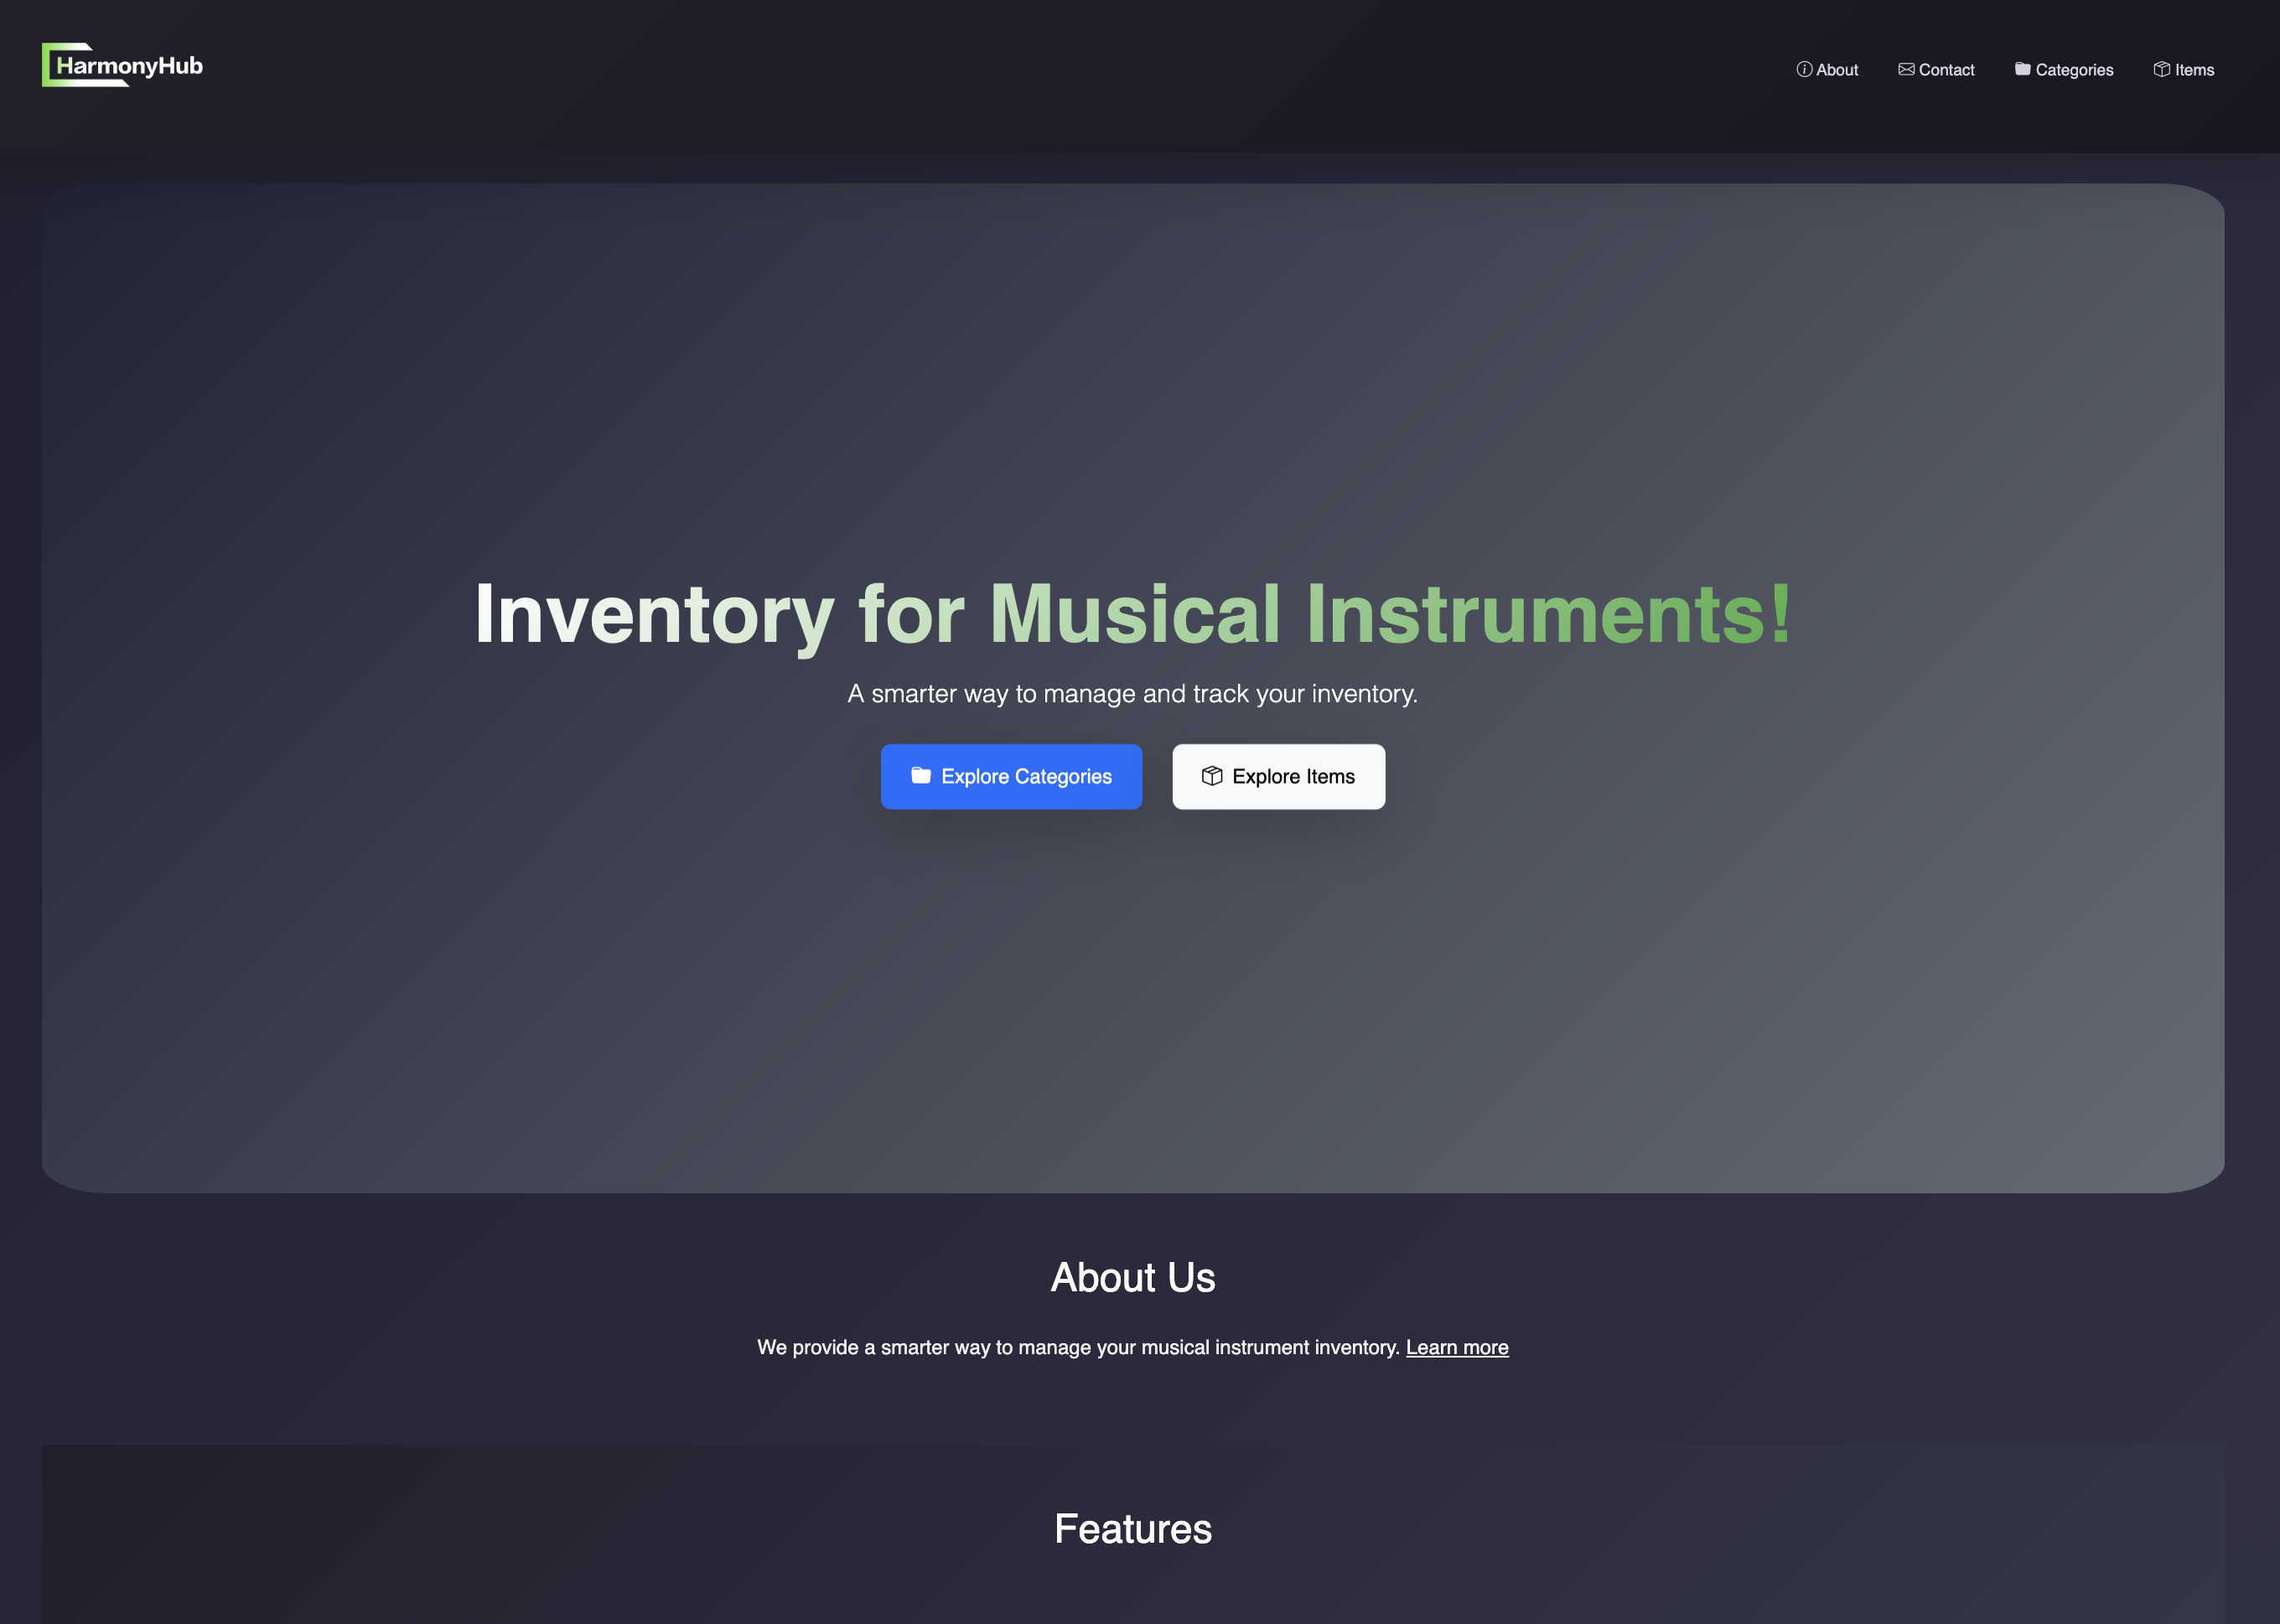 HarmonyHub
About
Contact
Categories
Items
Inventory for Musical Instruments!
A smarter way to manage and track your inventory.
Explore Categories
Explore Items
About Us
We provide a smarter way to manage your musical instrument inventory. Learn more
Features